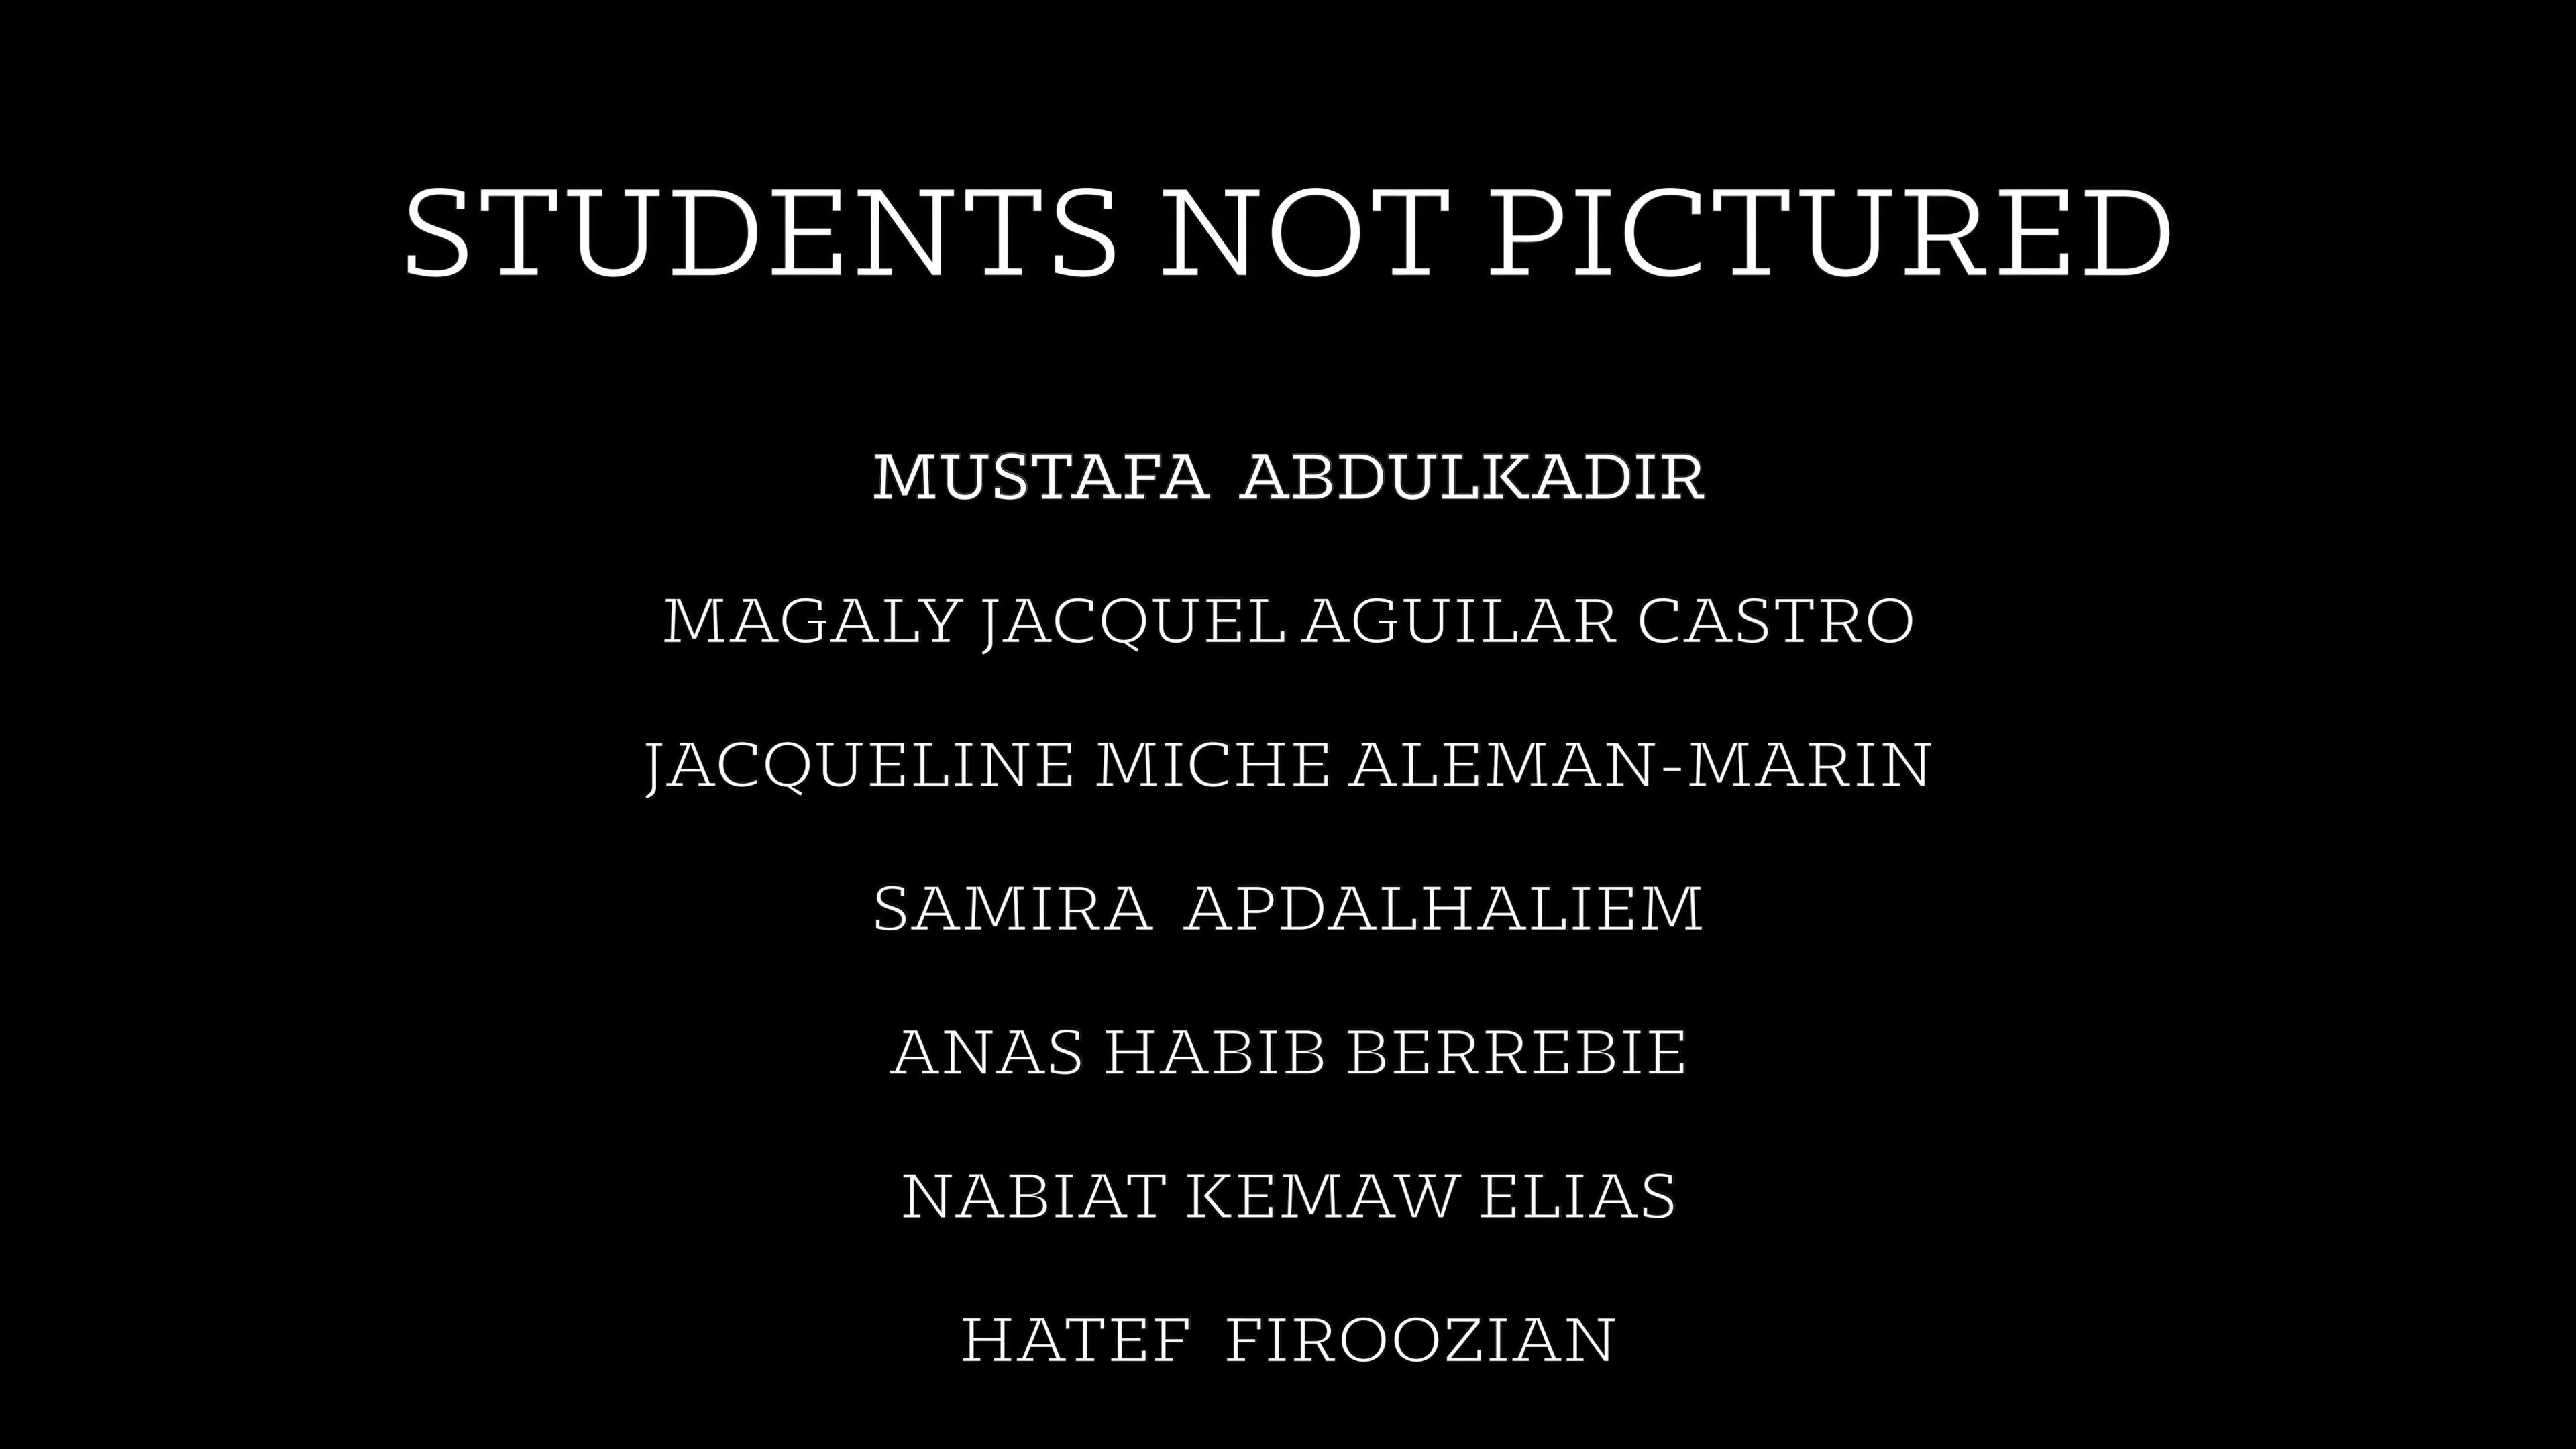 STUDENTS NOT PICTURED
MUSTAFA ABDULKADIR
MAGALY JACQUEL AGUILAR CASTRO
JACQUELINE MICHE ALEMAN-MARIN
SAMIRA APDALHALIEM
ANAS HABIB BERREBIE
NABIAT KEMAW ELIAS
HATEF FIROOZIAN